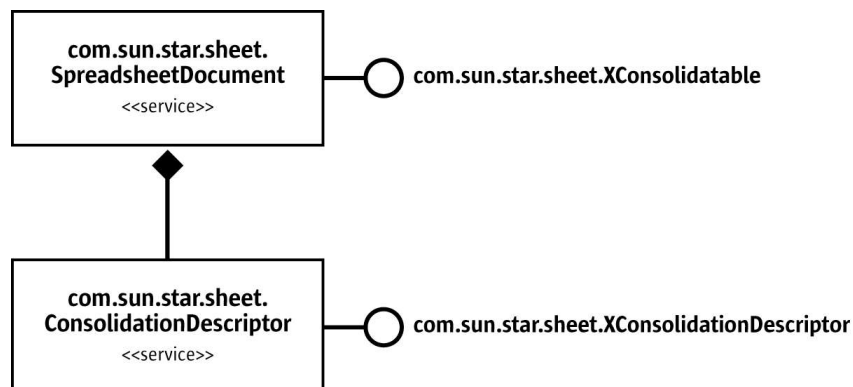 com.sun.star.sheet.
SpreadsheetDocument
<<service>>
com.sun.star.sheet.XConsolidatable
com.sun.star.sheet.
ConsolidationDescriptor
<<service>>
com.sun.star.sheet.XConsolidationDescriptor